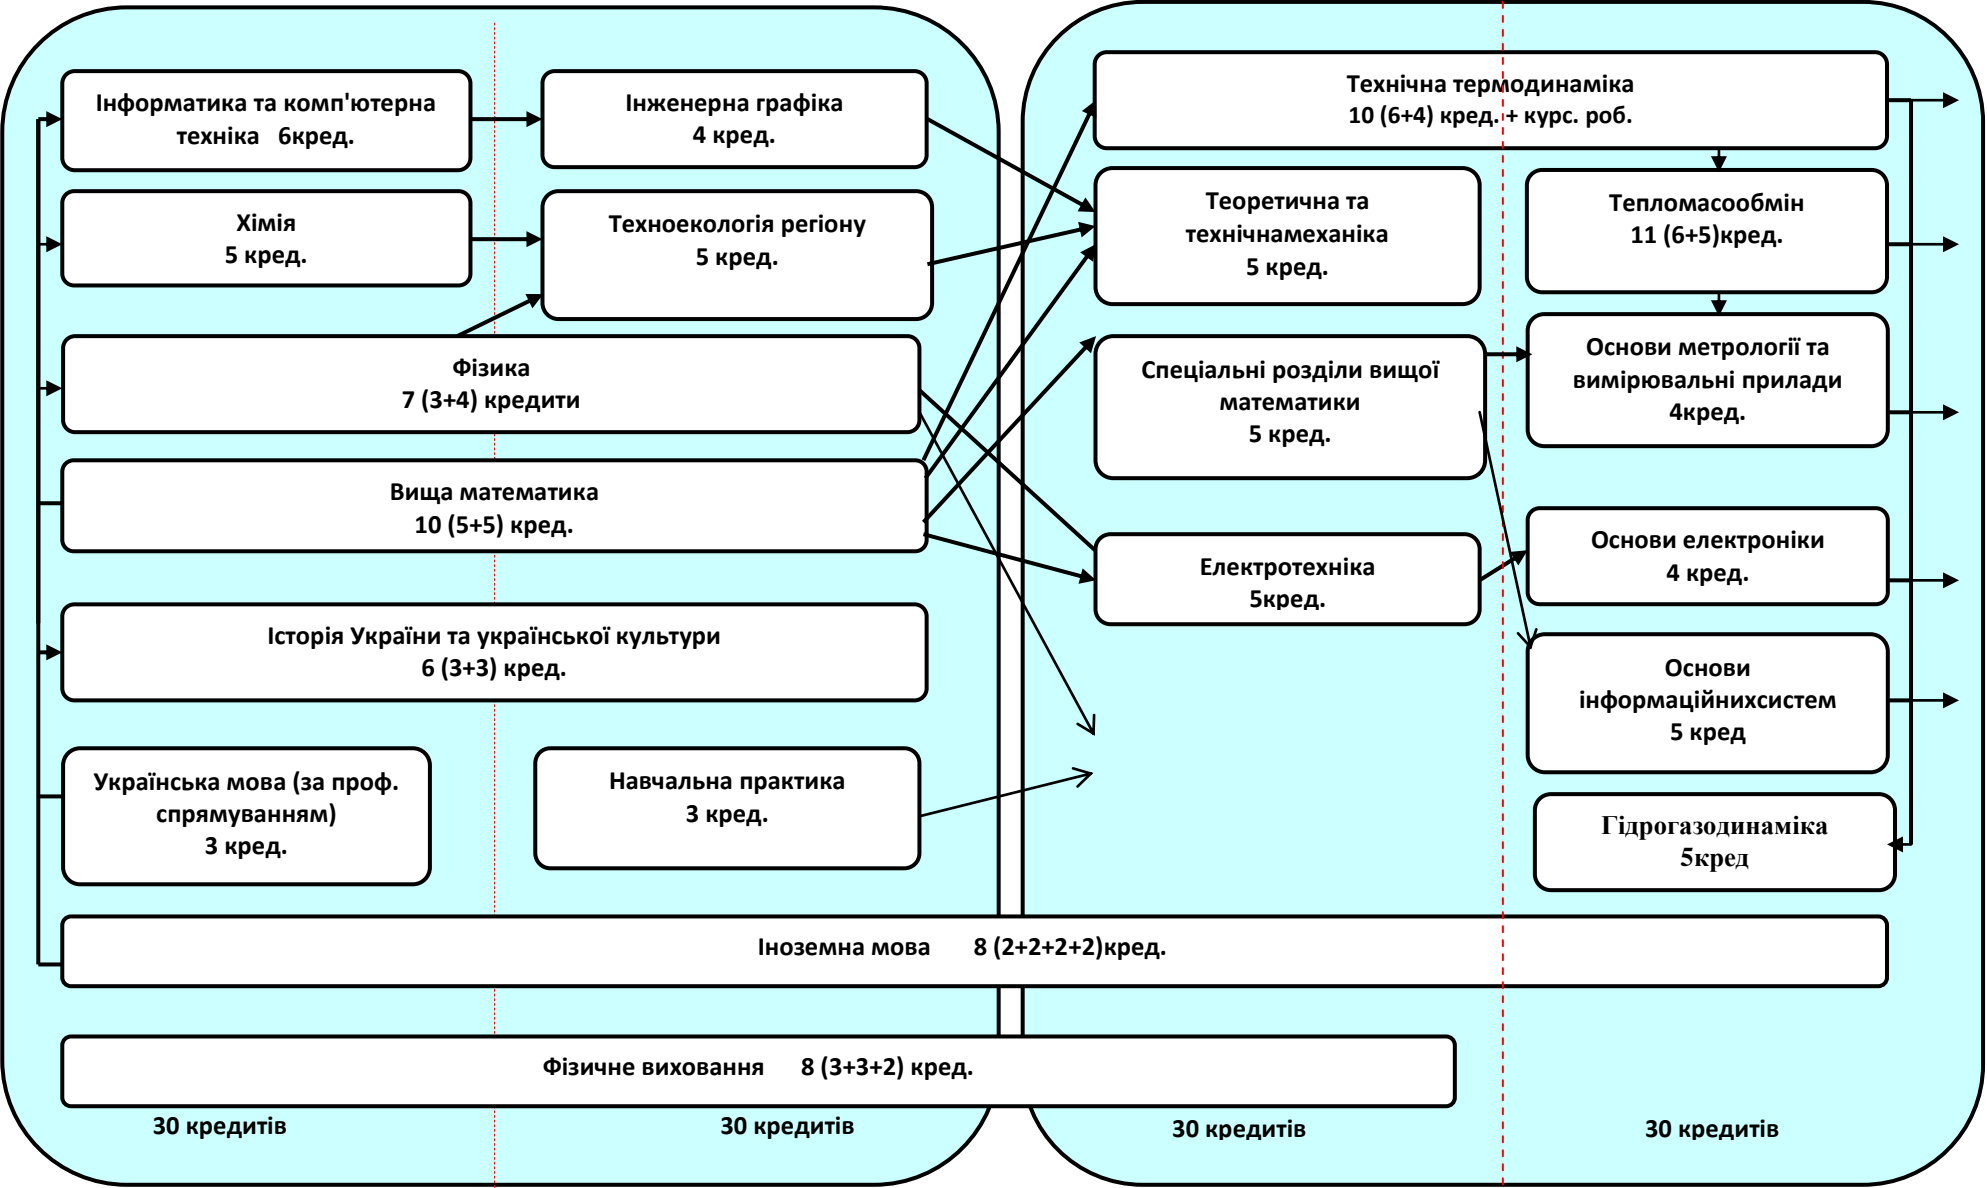 Інформатика та комп'ютерна
техніка 6кред.
Інженерна графіка
4 кред.
Хімія
5 кред.
Техноекологія регіону
5 кред.
Фізика
7 (3+4) кредити
Вища математика
10 (5+5) кред.
Історія України та української культури
6 (3+3) кред.
Українська мова (за проф.
спрямуванням)
3 кред.
Навчальна практика
3 кред.
Технічна термодинаміка
10 (6+4) кред. + курс. роб.
Теоретична та
технічнамеханіка
5 кред.
Тепломасообмін
11 (6+5)кред.
Спеціальні розділи вищої
математики
5 кред.
Основи метрології та
вимірювальні прилади
4кред.
Електротехніка
5кред.
Основи електроніки
4 кред.
Основи
інформаційнихсистем
5 кред
Гідрогазодинаміка
5кред
Іноземна мова 8 (2+2+2+2)кред.
Фізичне виховання 8 (3+3+2) кред.
30 кредитів
30 кредитів
30 кредитів
30 кредитів